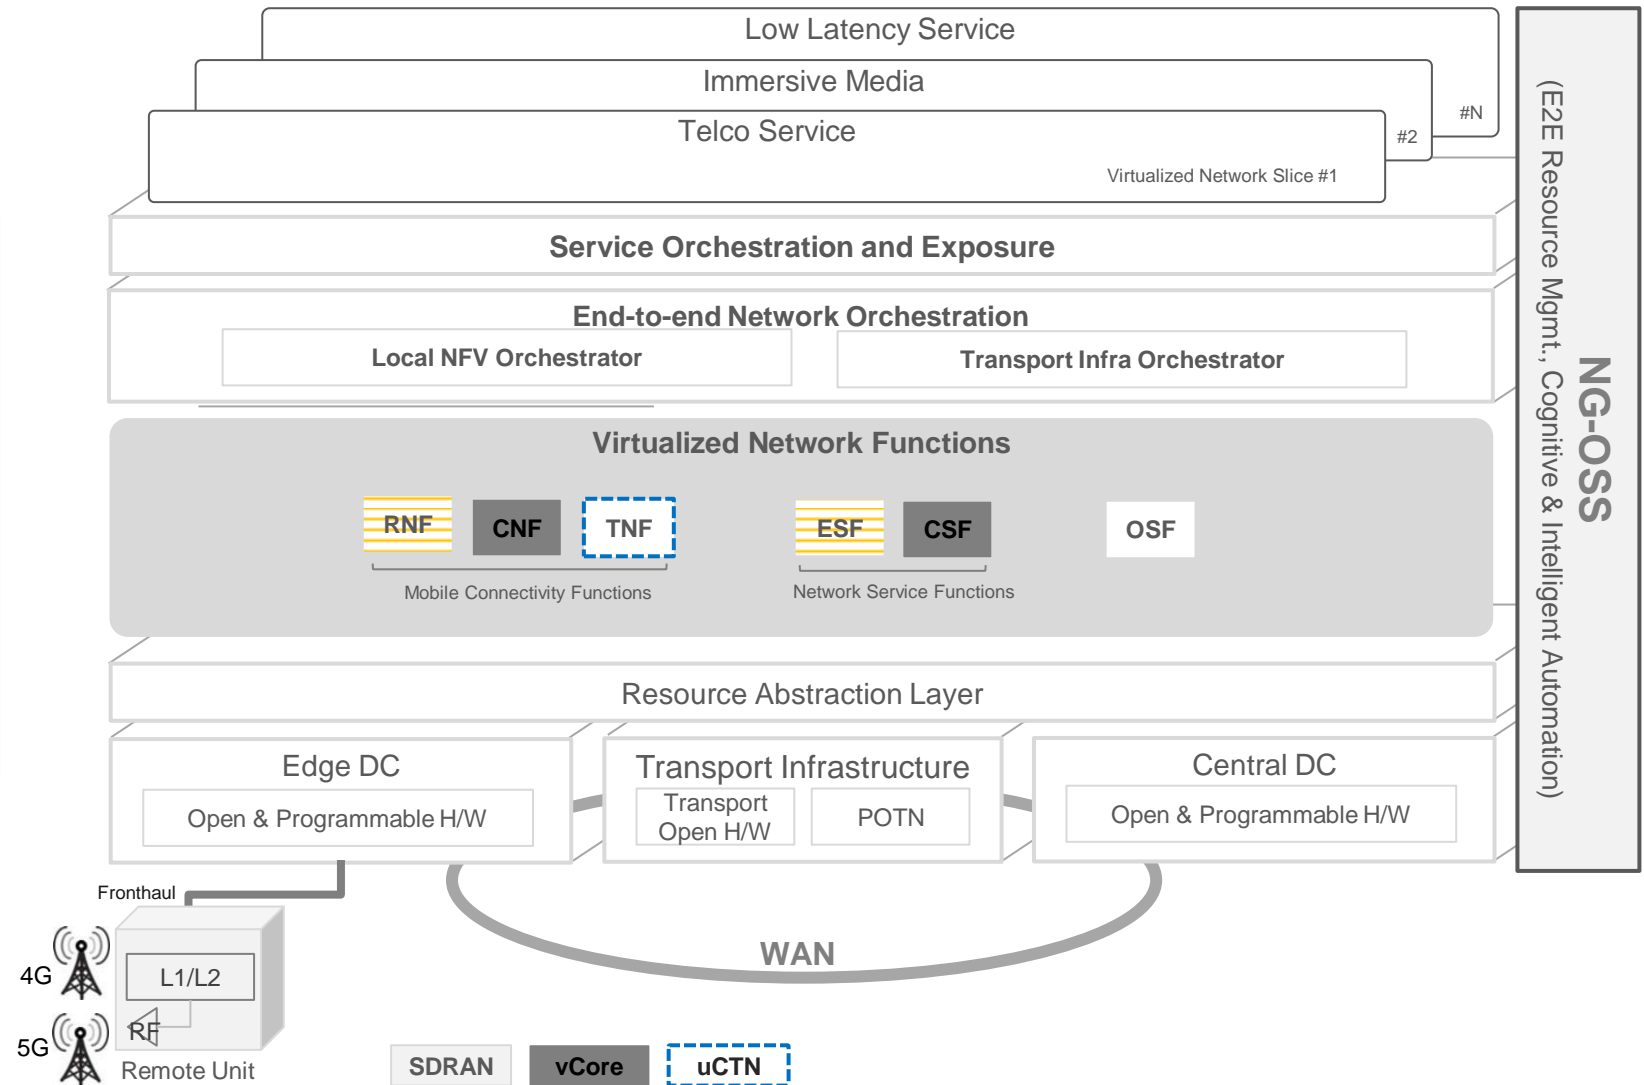 Low Latency Service
#N
Immersive Media
#2
Telco Service
Virtualized Network Slice #1
Service Orchestration and Exposure
End-to-end Network Orchestration
Local NFV Orchestrator
Transport Infra Orchestrator
Virtualized Network Functions
RNF
CNF
TNF
ESF
CSF
OSF
Mobile Connectivity Functions
Network Service Functions
Resource Abstraction Layer
Edge DC
Open & Programmable H/W
Transport Infrastructure
Transport
Open H/W
POTN
Central DC
Open & Programmable H/W
NG-OSS
(E2E Resource Mgmt., Cognitive & Intelligent Automation)
Fronthaul
WAN
4G
L1/L2
RF
5G
Remote Unit
SDRAN
vCore
uCTN